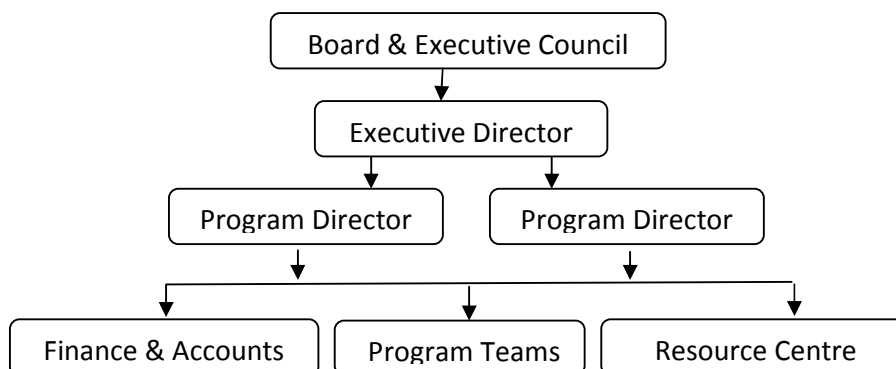 Board & Executive Council
Executive Director
Program Director
Program Director
Finance & Accounts
Program Teams
Resource Centre